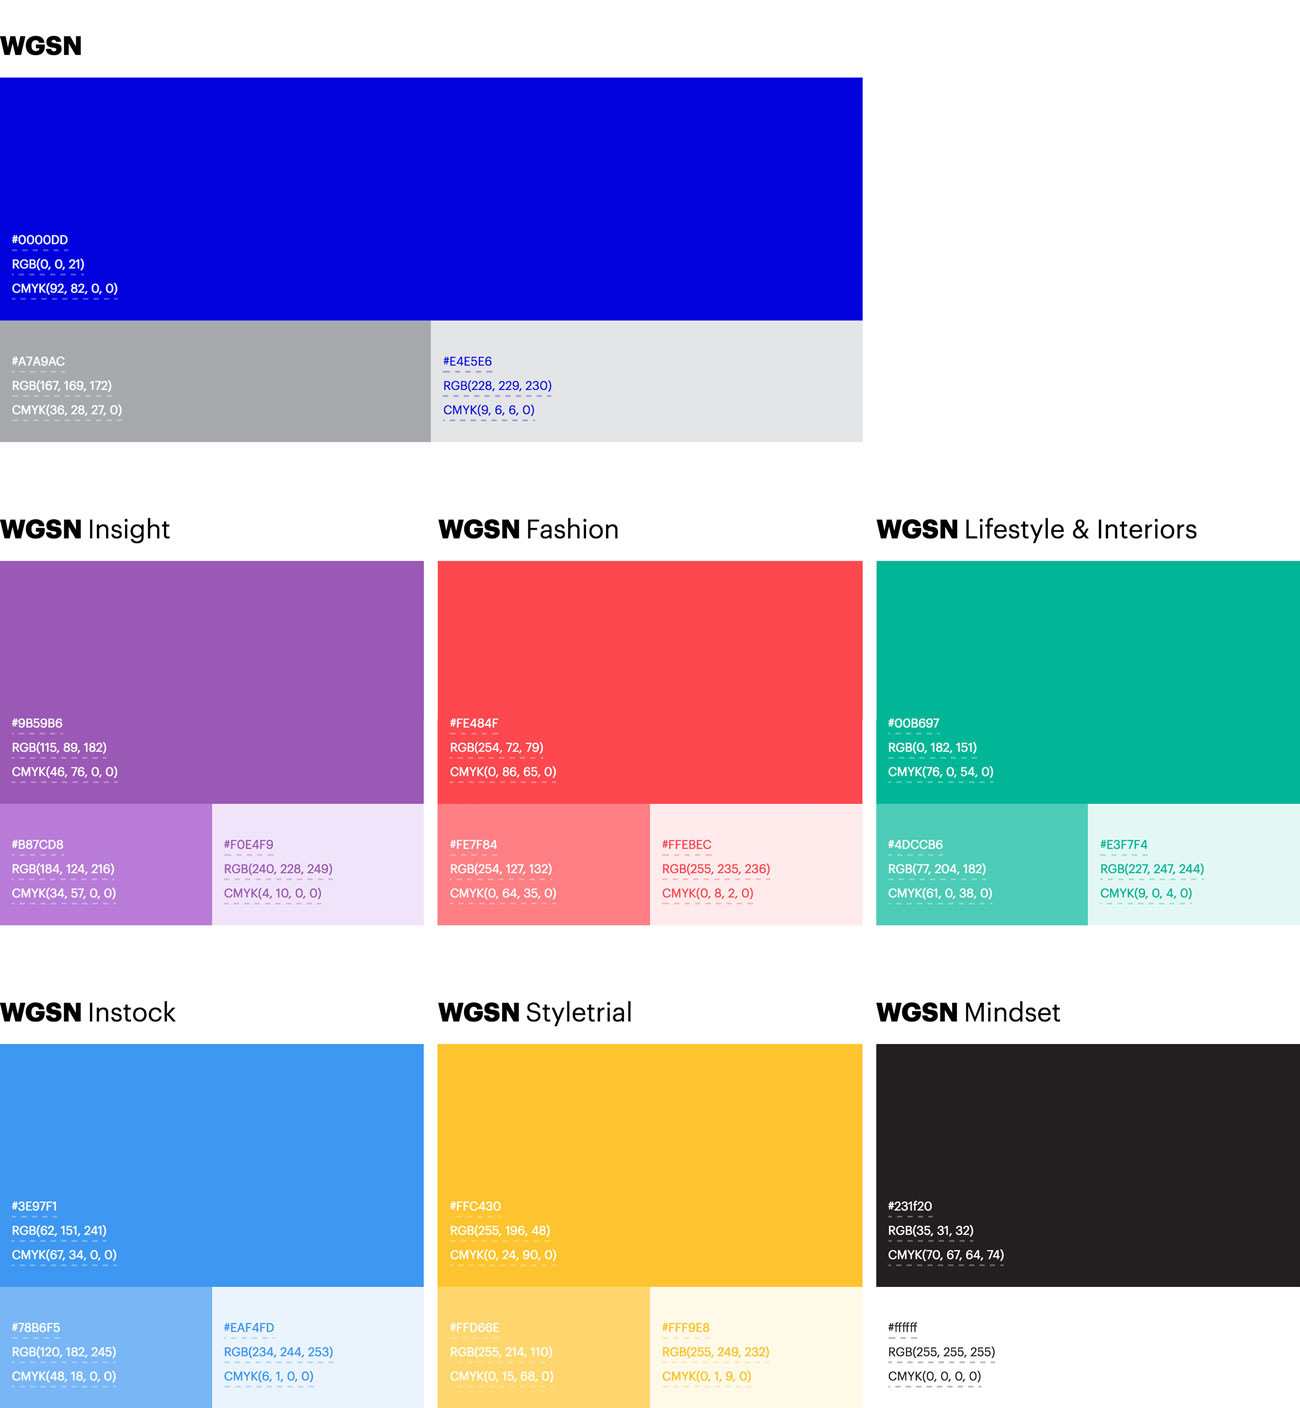 WGSN
#0000DD
RGB(0, 0, 21)
CMYK(92, 82, 0, 0)
#A7A9AC
RGB(167, 169, 172)
CMYK(36, 28, 27, 0)
#E4E5E6
RGB(228, 229, 230)
CMYK(9, 6, 6, 0)
WGSN Insight
#9B59B6
RGB(115, 89, 182)
CMYK(46, 76, 0, 0)
#B87CD8
RGB(184, 124, 216)
CMYK(34, 57, 0, 0)
#F0E4F9
RGB(240, 228, 249)
CMYK(4, 10, 0, 0)
WGSN Fashion
#FE484F
RGB(254, 72, 79)
CMYK(0, 86, 65, 0)
#FE7F84
RGB(254, 127, 132)
CMYK(0, 64, 35, 0)
#FFEBEC
RGB(255, 235, 236)
CMYK(0, 8, 2, 0)
WGSN Lifestyle & Interiors
#00B697
RGB(0, 182, 151)
CMYK(76, 0, 54, 0)
#4DCCB6
RGB(77, 204, 182)
CMYK(61, 0, 38, 0)
#E3F7F4
RGB(227, 247, 244)
CMYK(9, 0, 4, 0)
WGSN Instock
#3E97F1
RGB(62, 151, 241)
CMYK(67, 34, 0, 0)
#78B6F5
RGB(120, 182, 245)
CMYK(48, 18, 0, 0)
#EAF4FD
RGB(234, 244, 253)
CMYK(6, 1, 0, 0)
WGSN Styletrial
#FFC430
RGB(255, 196, 48)
CMYK(0, 24, 90, 0)
#FFD66E
RGB(255, 214, 110)
CMYK(0, 15, 68, 0)
#FFF9E8
RGB(255, 249, 232)
CMYK(0, 1, 9, 0)
WGSN Mindset
#231f20
RGB(35, 31, 32)
CMYK(70, 67, 64, 74)
#ffffff
RGB(255, 255, 255)
CMYK(0, 0, 0, 0)